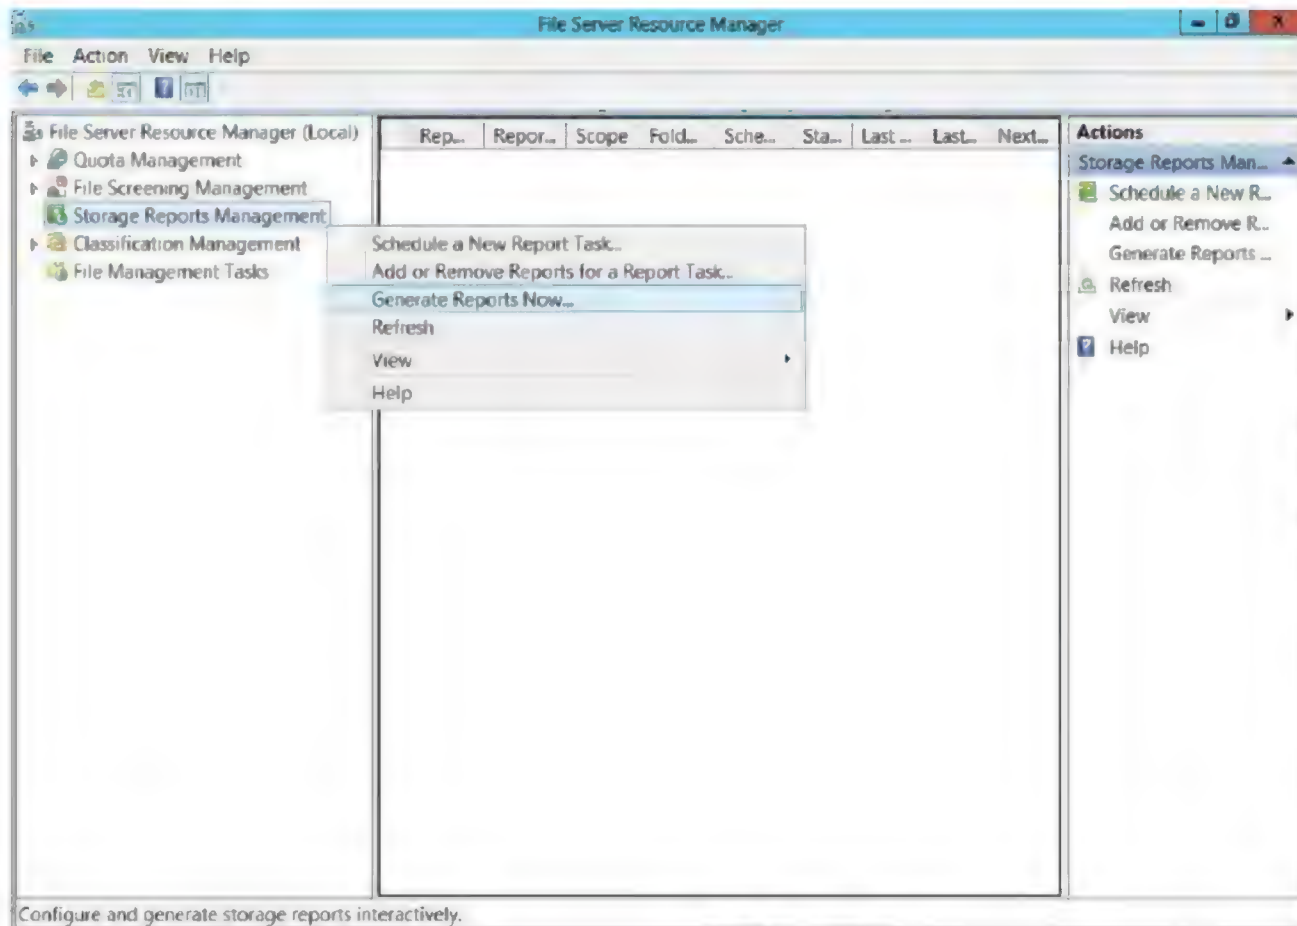 File Server Resource Manager
File Action View Help
File Server Resource Manager (Local)
Quota Management
File Screening Management
Storage Reports Management
Classification Management
File Management Tasks
Rep... Repor... Scope Fold... Sche... Sta... Last ... Last... Next...
Schedule a New Report Task...
Add or Remove Reports for a Report Task...
Generate Reports Now...
Refresh
View
Help
Actions
Storage Reports Man...
Schedule a New R...
Add or Remove R...
Generate Reports ...
Refresh
View
Help
Configure and generate storage reports interactively.